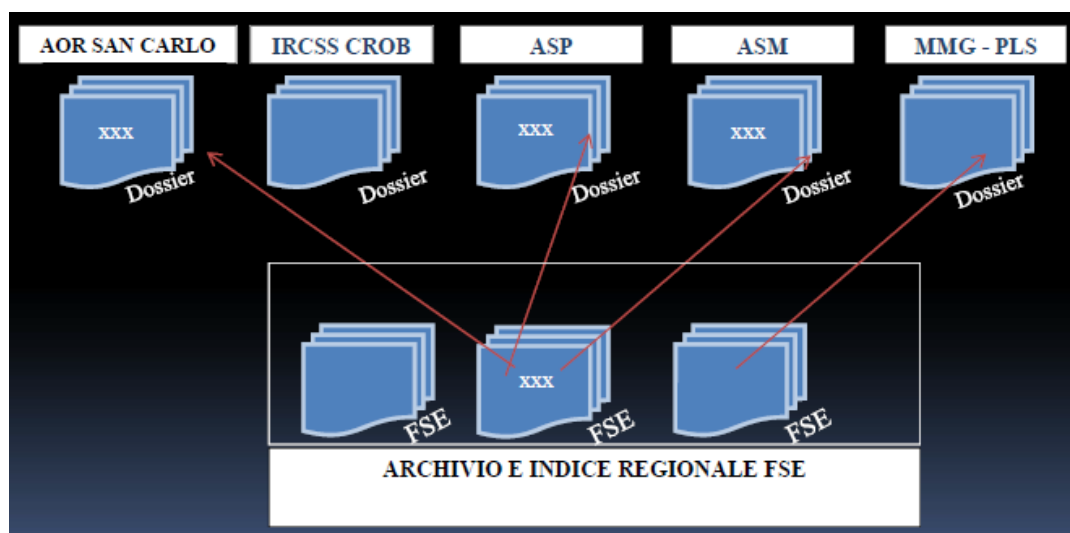 AOR SAN CARLO
IRCSS CROB
ASP
ASM
MMG - PLS
xxx
Dossier
Dossier
xxx
Dossier
xxx
Dossier
Dossier
FSE
xxx
FSE
FSE
ARCHIVIO E INDICE REGIONALE FSE